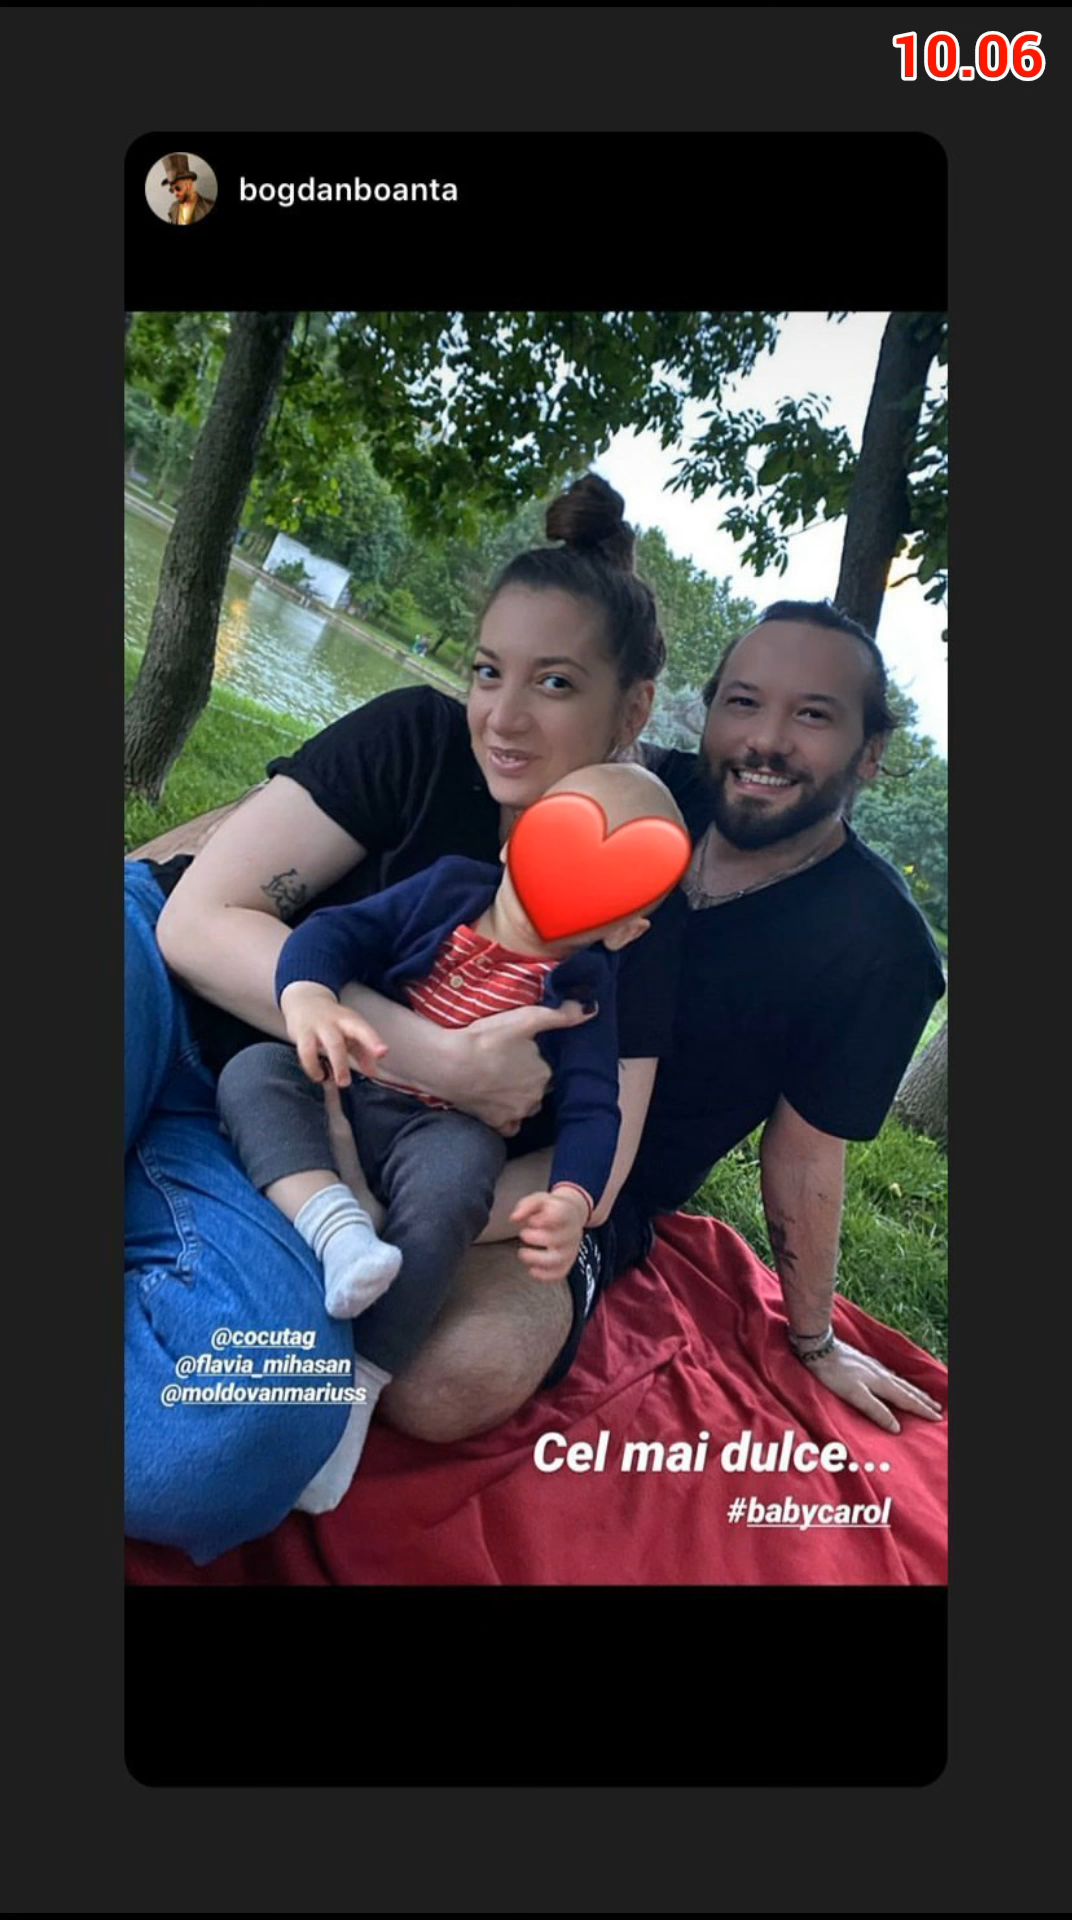 10.06
bogdanboanta
@cocutag
@flavia_mihasan
@moldovanmariuss
Cel mai dulce...
#babycarol